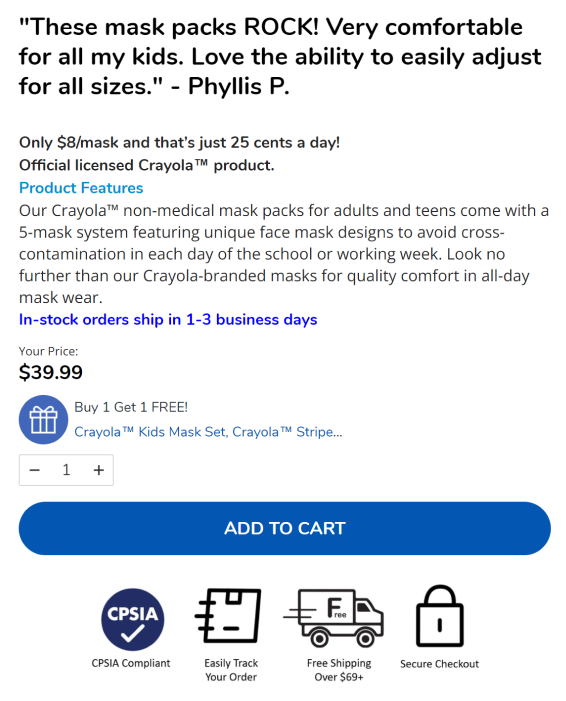 "These mask packs ROCK! Very comfortable
for all my kids. Love the ability to easily adjust
for all sizes." - Phyllis P.
Only $8/mask and that's just 25 cents a day!
Official licensed Crayola™ product.
Product Features
Our Crayola™ non-medical mask packs for adults and teens come with a
5-mask system featuring unique face mask designs to avoid cross-
contamination in each day of the school or working week. Look no
further than our Crayola-branded masks for quality comfort in all-day
mask wear.
In-stock orders ship in 1-3 business days
Your Price:
$39.99
Buy 1 Get 1 FREE!
Crayola™ Kids Mask Set, Crayola™ Stripe...
− 1 +
ADD TO CART
CPSIA
Free
CPSIA Compliant
Easily Track
Your Order
Free Shipping
Over $69+
Secure Checkout